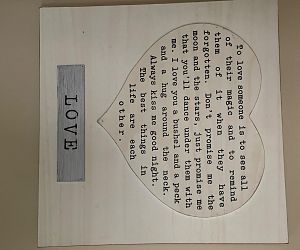 To love someone is to see all
of their magic and to remind
them of it when they have
forgotten. Don't promise me the
moon and the stars just promise me
that you'll dance under them with
me. I love you a bushel and a peck
and a hug around the neck.
Always kiss me good night.
The best things in
life are each
other.
LOVE